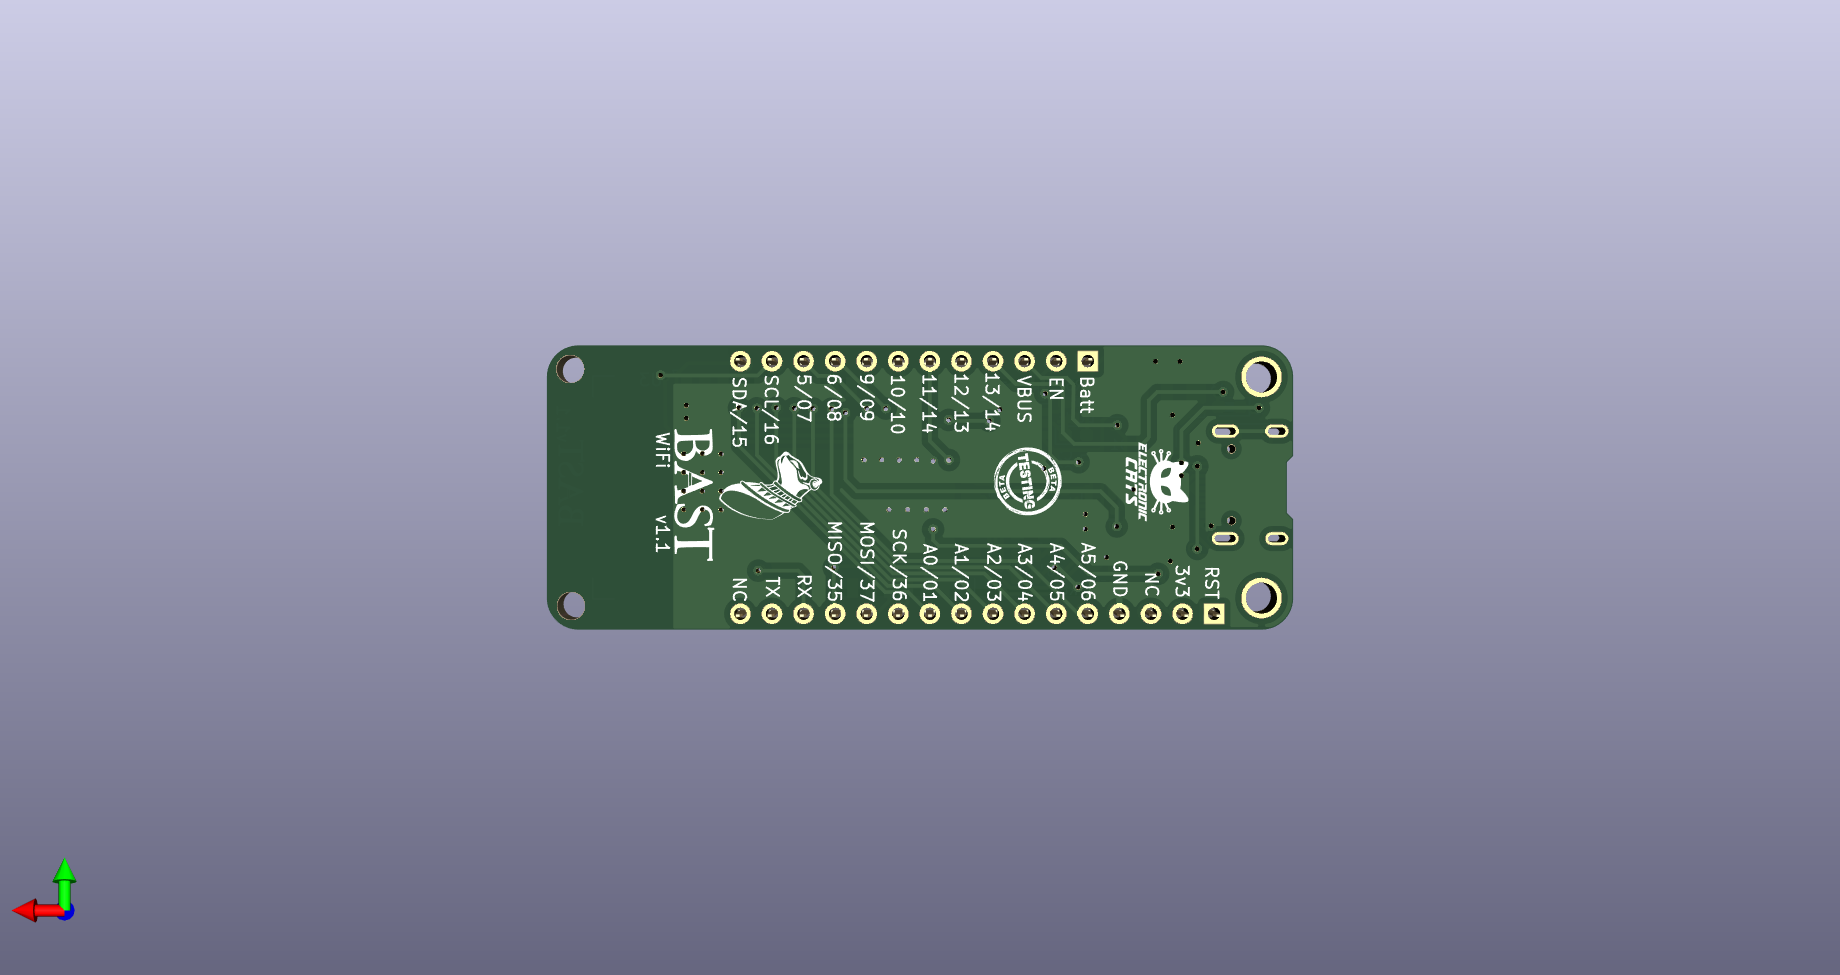 SDA/15
SCL/16
5/07
6/08
9/09
10/10
11/14
12/13
13/14
VBUS
EN
Batt
WiFi
BAST
v1.1
BETA
TESTING
BETA
ELECTRONIC
CATS
NC
TX
RX
MISO/35
MOSI/37
SCK/36
A0/01
A1/02
A2/03
A3/04
A4/05
A5/06
GND
NC
3v3
RST